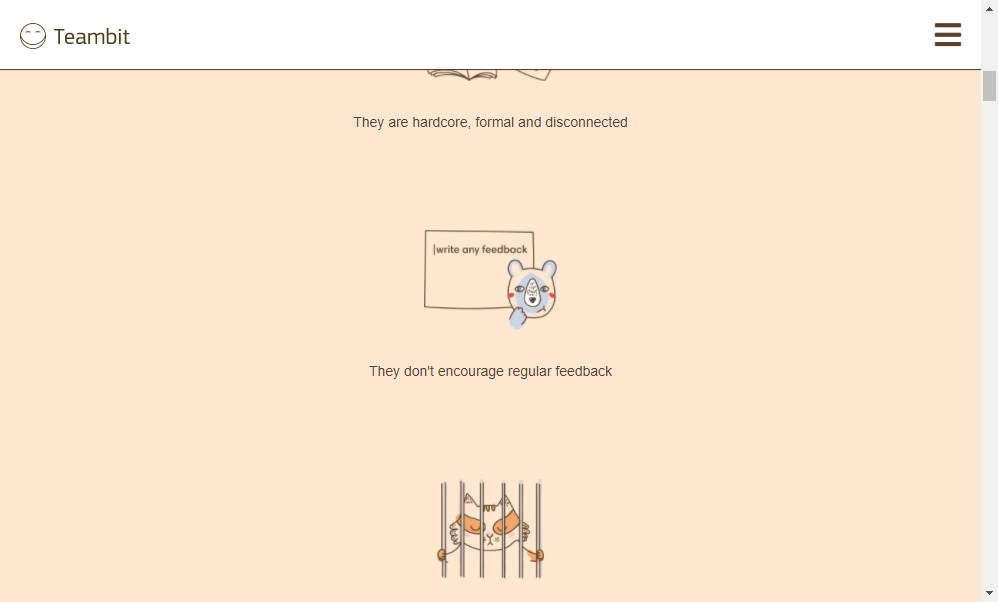 Teambit
They are hardcore, formal and disconnected
write any feedback
They don't encourage regular feedback